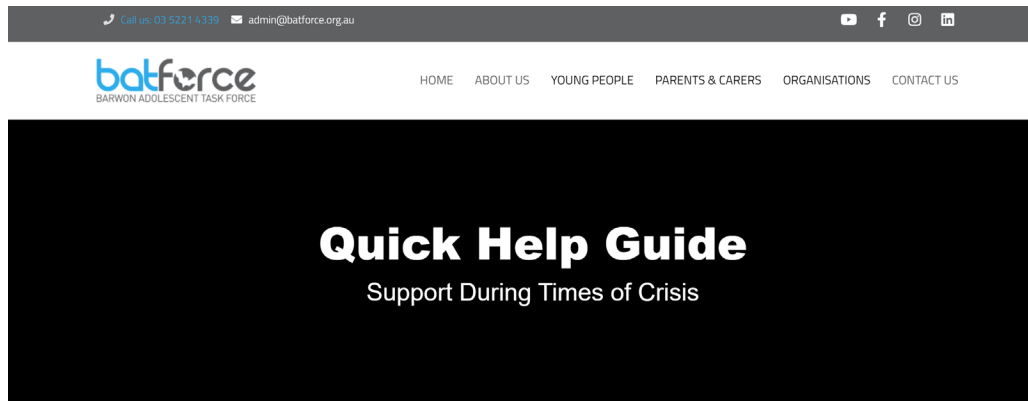 Call us: 03 5221 4339 admin@batforce.org.au
batforce
BARWON ADOLESCENT TASK FORCE
HOME ABOUT US YOUNG PEOPLE PARENTS & CARERS ORGANISATIONS CONTACT US
Quick Help Guide
Support During Times of Crisis